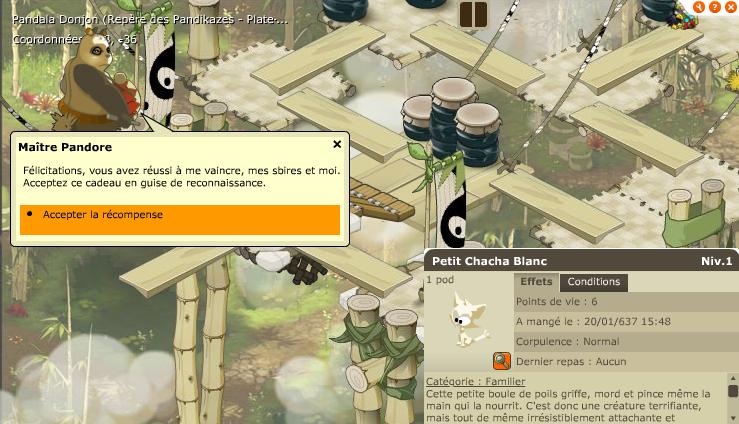 Pandala Donjon (Repère des Pandikazes - Plate-...
Coordonnées
-36
Maître Pandore
Félicitations, vous avez réussi à me vaincre, mes sbires et moi.
Acceptez ce cadeau en guise de reconnaissance.
Accepter la récompense
Petit Chacha Blanc Niv.1
1 pod
Effets Conditions
Points de vie : 6
A mangé le : 20/01/637 15:48
Corpulence : Normal
Dernier repas : Aucun
Catégorie : Familier
Cette petite boule de poils griffe, mord et pince même la
main qui la nourrit. C'est donc une créature terrifiante,
mais tout de même irrésistiblement attachante et